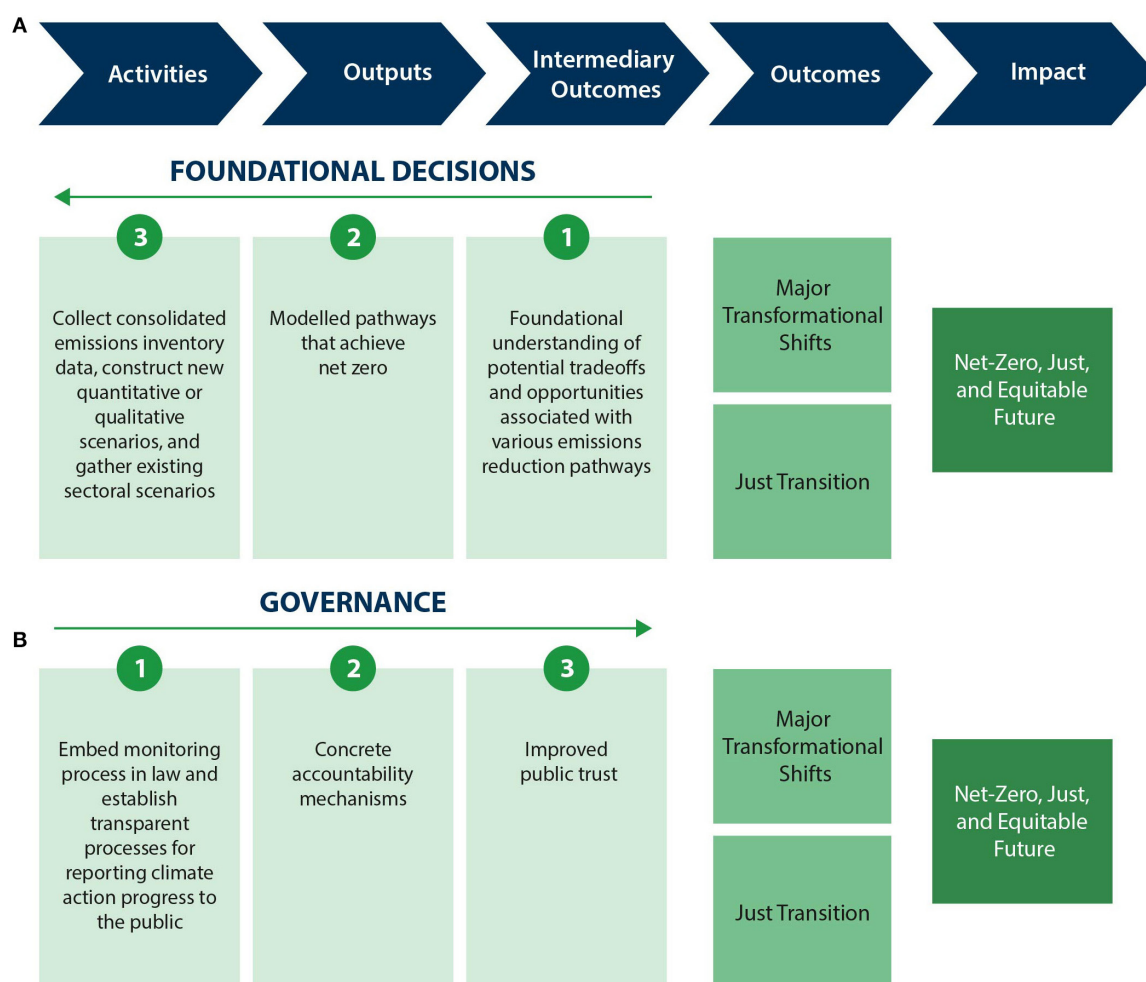 A
Activities
Outputs
Intermediary
Outcomes
Outcomes
Impact
FOUNDATIONAL DECISIONS
3
Collect consolidated
emissions inventory
data, construct new
quantitative or
qualitative
scenarios, and
gather existing
sectoral scenarios
2
Modelled pathways
that achieve
net zero
1
Foundational
understanding of
potential tradeoffs
and opportunities
associated with
various emissions
reduction pathways
Major
Transformational
Shifts
Just Transition
Net-Zero, Just,
and Equitable
Future
GOVERNANCE
B
1
Embed monitoring
process in law and
establish
transparent
processes for
reporting climate
action progress to
the public
2
Concrete
accountability
mechanisms
3
Improved
public trust
Major
Transformational
Shifts
Just Transition
Net-Zero, Just,
and Equitable
Future